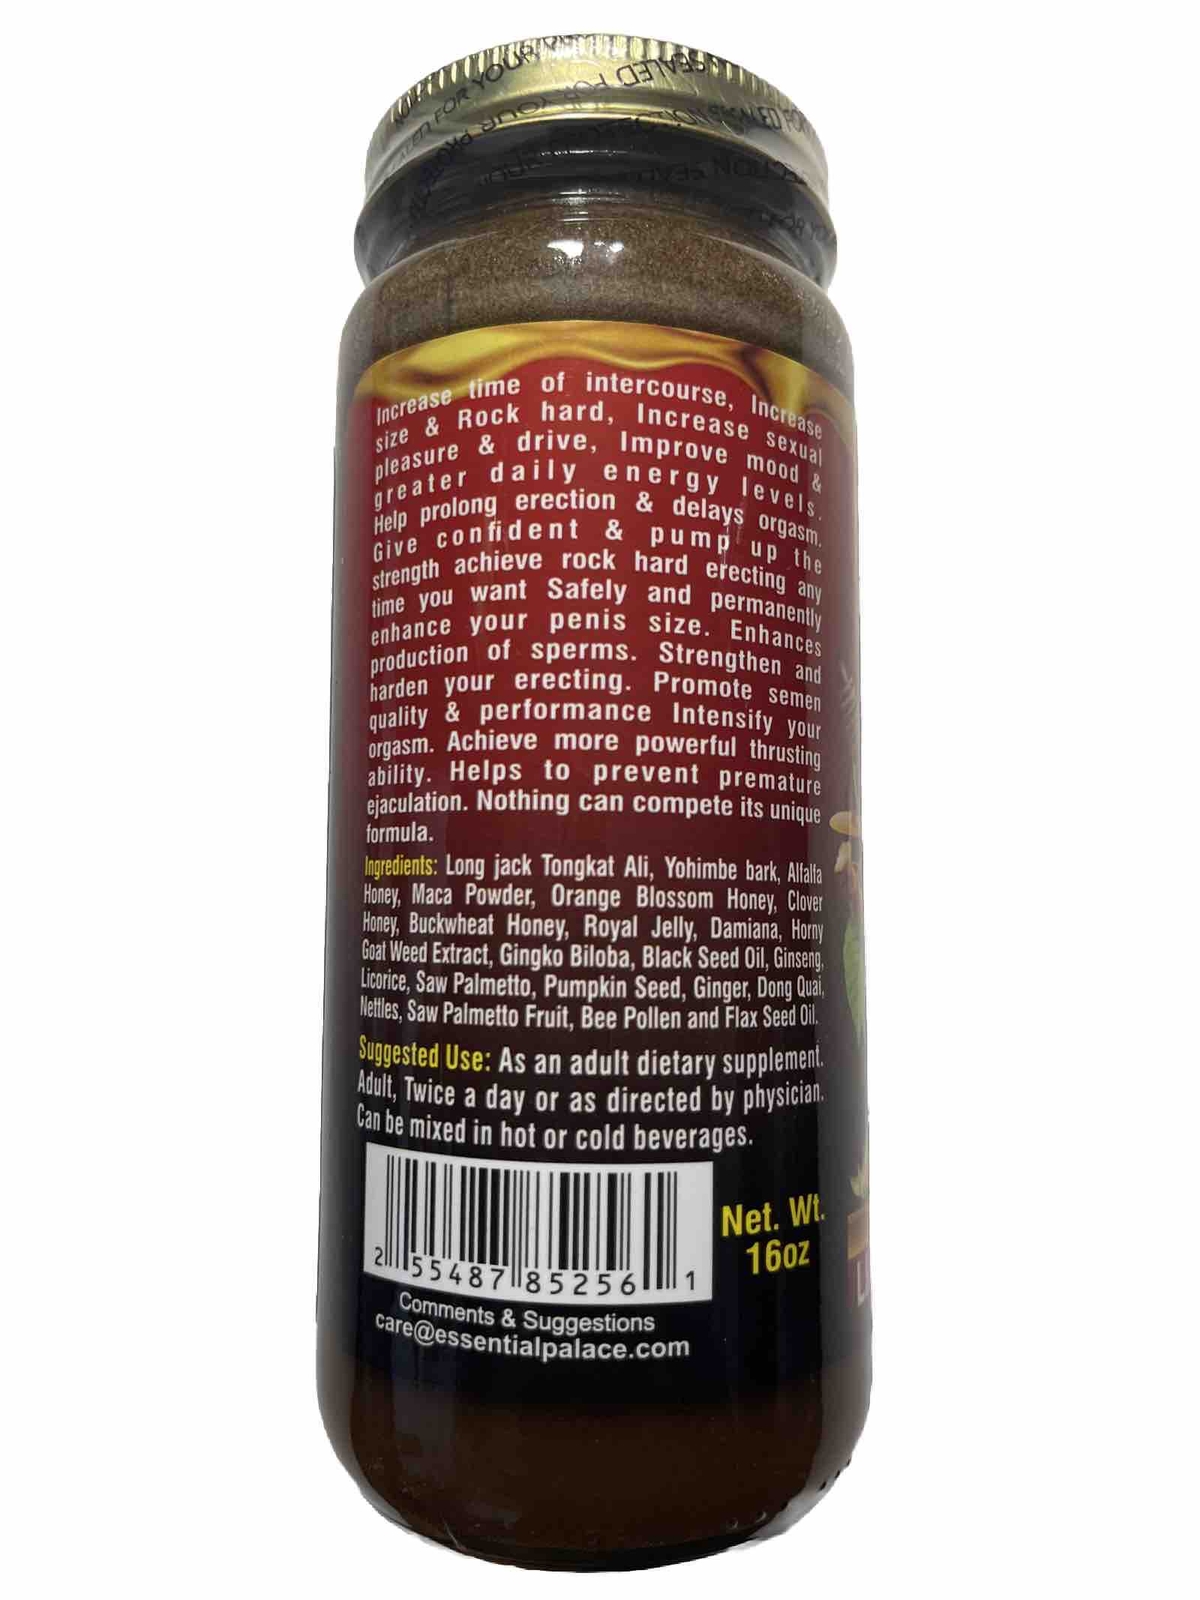 SEALED FOR YOUR
Increase time of intercourse, Increase
size & Rock hard, Increase sexual
pleasure & drive, Improve mood &
greater daily energy levels.
Help prolong erection & delays orgasm.
Give confident & pump up the
strength achieve rock hard erecting any
time you want Safely and permanently
enhance your penis size. Enhances
production of sperms. Strengthen and
harden your erecting. Promote semen
quality & performance Intensify your
orgasm. Achieve more powerful thrusting
ability. Helps to prevent premature
ejaculation. Nothing can compete its unique
formula.
Ingredients: Long jack Tongkat Ali, Yohimbe bark, Alfalfa
Honey, Maca Powder, Orange Blossom Honey, Clover
Honey, Buckwheat Honey, Royal Jelly, Damiana, Horny
Goat Weed Extract, Gingko Biloba, Black Seed Oil, Ginseng,
Licorice, Saw Palmetto, Pumpkin Seed, Ginger, Dong Quai,
Nettles, Saw Palmetto Fruit, Bee Pollen and Flax Seed Oil.
Suggested Use: As an adult dietary supplement.
Adult, Twice a day or as directed by physician.
Can be mixed in hot or cold beverages.
Net. Wt.
16oz
2 55487 85256 1
Comments & Suggestions
care@essentialpalace.com